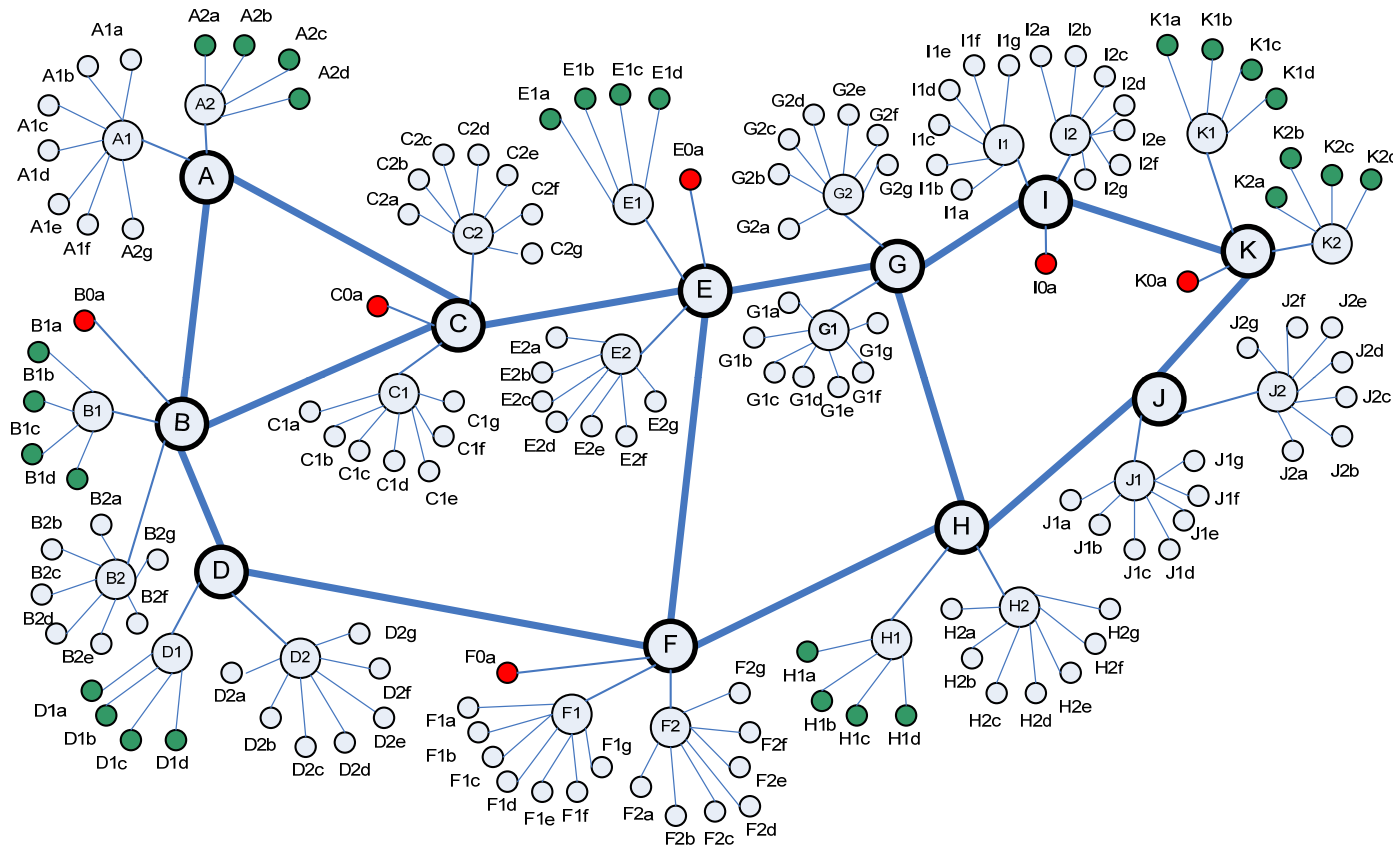 A1a
A2a
A2b
A2c
A2d
A1b
A1c
A1d
A1e
A1f
A2g
A1
A2
A
B0a
B1a
B1b
B1c
B1d
B1
B
B2a
B2b
B2c
B2d
B2e
B2f
B2g
B2
C2a
C2b
C2c
C2d
C2e
C2f
C2g
C2
C0a
C
C1
C1a
C1b
C1c
C1d
C1e
C1f
C1g
D
D1
D1a
D1b
D1c
D1d
D2
D2a
D2b
D2c
D2d
D2e
D2f
D2g
E1a
E1b
E1c
E1d
E0a
E1
E
E2
E2a
E2b
E2c
E2d
E2e
E2f
E2g
F0a
F
F1
F1a
F1b
F1c
F1d
F1e
F1f
F1g
F2
F2a
F2b
F2c
F2d
F2e
F2f
F2g
G2a
G2b
G2c
G2d
G2e
G2f
G2g
G2
G
G1
G1a
G1b
G1c
G1d
G1e
G1f
G1g
H
H1
H1a
H1b
H1c
H1d
H2
H2a
H2b
H2c
H2d
H2e
H2f
H2g
I1a
I1b
I1c
I1d
I1e
I1f
I1g
I1
I2a
I2b
I2c
I2d
I2e
I2f
I2g
I2
I
I0a
J
J1
J1a
J1b
J1c
J1d
J1e
J1f
J1g
J2
J2a
J2b
J2c
J2d
J2e
J2f
J2g
K1a
K1b
K1c
K1d
K1
K2a
K2b
K2c
K2d
K2
K
K0a